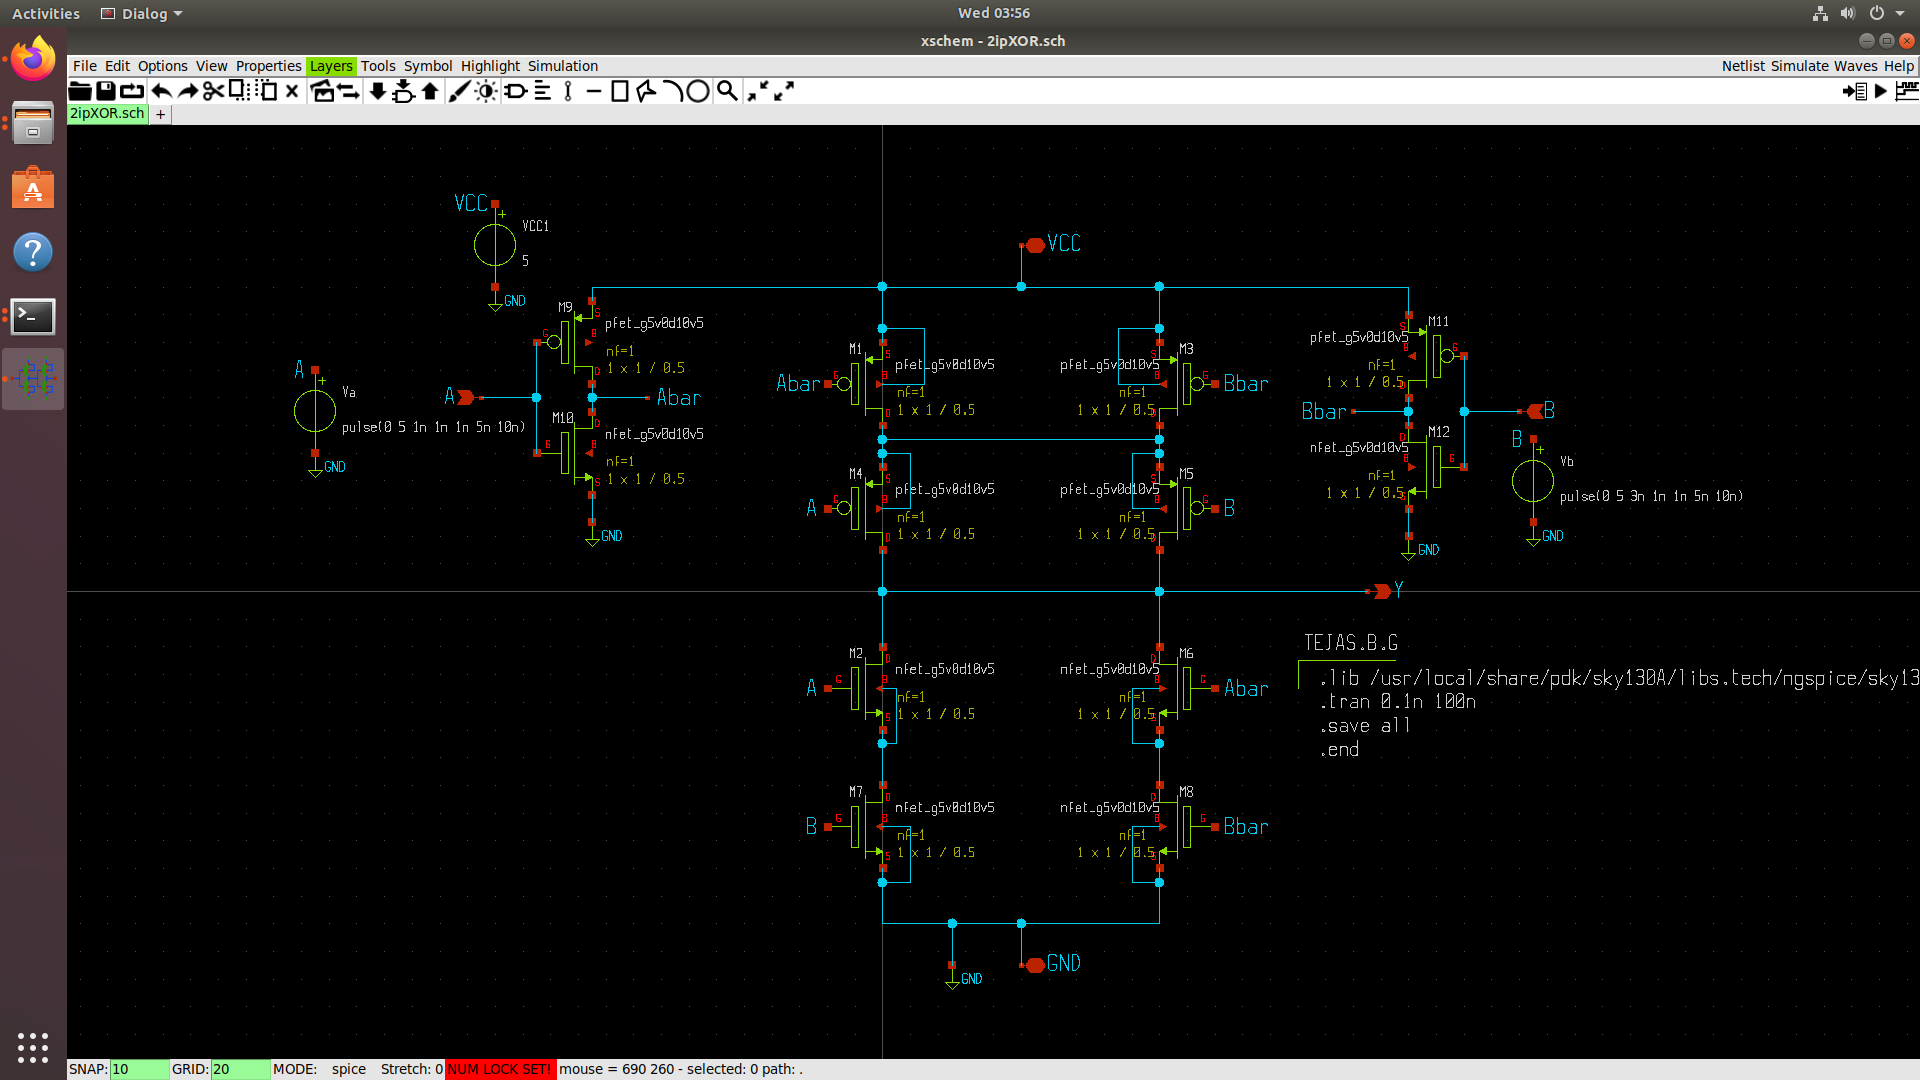 Activities Dialog Wed 03:56
xschem - 2ipXOR.sch
File Edit Options View Properties Layers Tools Symbol Highlight Simulation Netlist Simulate Waves Help
2ipXOR.sch +
VCC
+
VCC1
5
GND
VCC
M9
S
pfet_g5v0d10v5
G
B
nf=1
1 x 1 / 0.5
D
A
+
Va
pulse(0 5 1n 1n 1n 5n 10n)
GND
A
Abar
M10
D
nfet_g5v0d10v5
G
B
nf=1
1 x 1 / 0.5
S
GND
M1
S
pfet_g5v0d10v5
Abar
G
B
nf=1
1 x 1 / 0.5
D
M3
S
pfet_g5v0d10v5
Bbar
G
B
nf=1
1 x 1 / 0.5
D
M11
S
pfet_g5v0d10v5
G
B
nf=1
1 x 1 / 0.5
D
Bbar
B
M12
D
nfet_g5v0d10v5
G
B
nf=1
1 x 1 / 0.5
S
GND
B
+
Vb
pulse(0 5 3n 1n 1n 5n 10n)
GND
M4
S
pfet_g5v0d10v5
A
G
B
nf=1
1 x 1 / 0.5
D
M5
S
pfet_g5v0d10v5
B
G
B
nf=1
1 x 1 / 0.5
D
Y
M2
D
nfet_g5v0d10v5
A
G
B
nf=1
1 x 1 / 0.5
S
M6
D
nfet_g5v0d10v5
Abar
G
B
nf=1
1 x 1 / 0.5
S
TEJAS.B.G
.lib /usr/local/share/pdk/sky130A/libs.tech/ngspice/sky13
.tran 0.1n 100n
.save all
.end
M7
D
nfet_g5v0d10v5
B
G
B
nf=1
1 x 1 / 0.5
S
M8
D
nfet_g5v0d10v5
Bbar
G
B
nf=1
1 x 1 / 0.5
S
GND
GND
SNAP: 10 GRID: 20 MODE: spice Stretch: 0 NUM LOCK SET! mouse = 690 260 - selected: 0 path: .